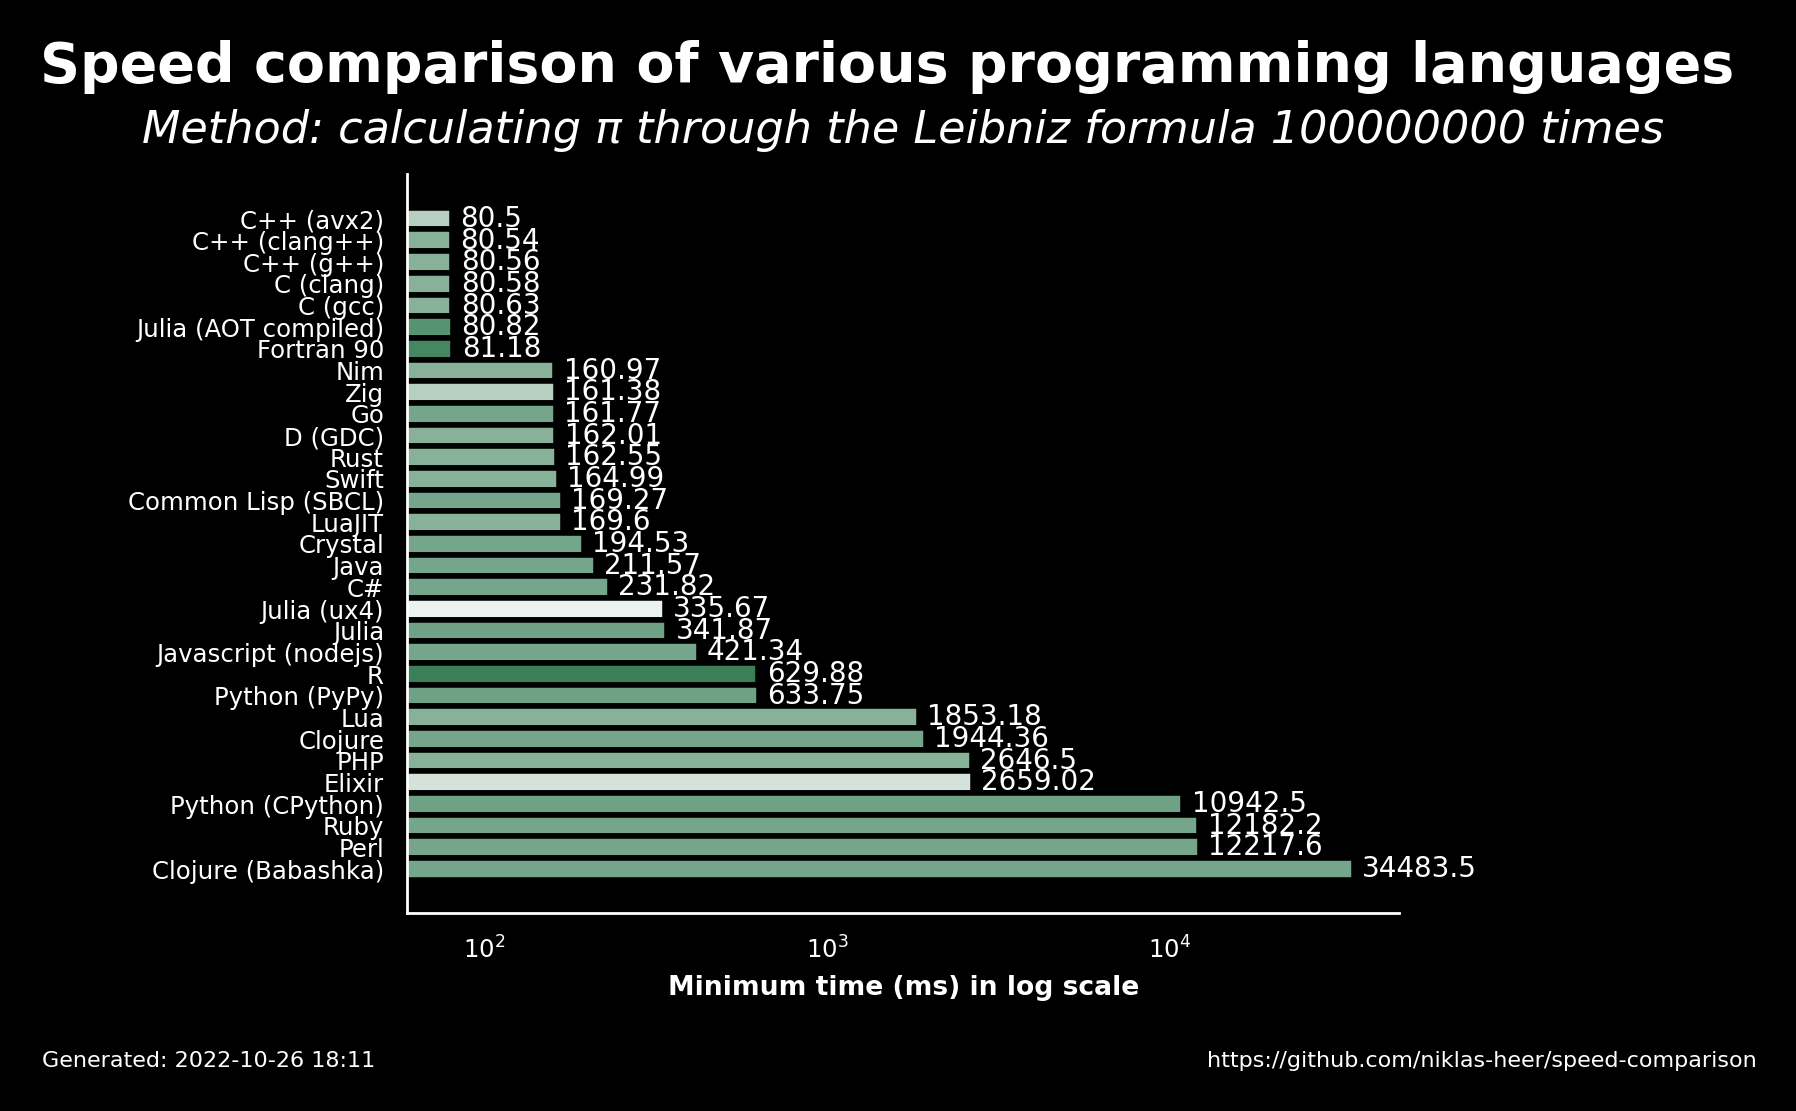 Speed comparison of various programming languages
Method: calculating π through the Leibniz formula 100000000 times
C++ (avx2) 80.5
C++ (clang++) 80.54
C++ (g++) 80.56
C (clang) 80.58
C (gcc) 80.63
Julia (AOT compiled) 80.82
Fortran 90 81.18
Nim 160.97
Zig 161.38
Go 161.77
D (GDC) 162.01
Rust 162.55
Swift 164.99
Common Lisp (SBCL) 169.27
LuaJIT 169.6
Crystal 194.53
Java 211.57
C# 231.82
Julia (ux4) 335.67
Julia 341.87
Javascript (nodejs) 421.34
R 629.88
Python (PyPy) 633.75
Lua 1853.18
Clojure 1944.36
PHP 2646.5
Elixir 2659.02
Python (CPython) 10942.5
Ruby 12182.2
Perl 12217.6
Clojure (Babashka) 34483.5
10² 10³ 10⁴
Minimum time (ms) in log scale
Generated: 2022-10-26 18:11 https://github.com/niklas-heer/speed-comparison